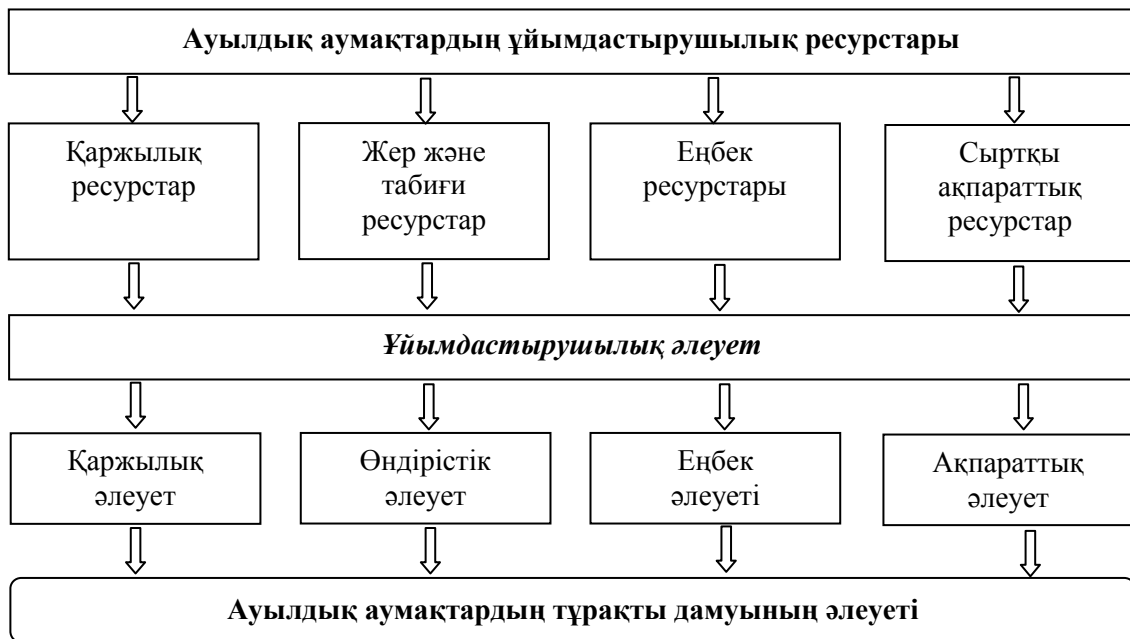 Ауылдық аумақтардың ұйымдастырушылық ресурстары
Қаржылық
ресурстар
Жер және
табиғи
ресурстар
Еңбек
ресурстары
Сыртқы
ақпараттық
ресурстар
Ұйымдастырушылық әлеует
Қаржылық
әлеует
Өндірістік
әлеует
Еңбек
әлеуеті
Ақпараттық
әлеует
Ауылдық аумақтардың тұрақты дамуының әлеуеті